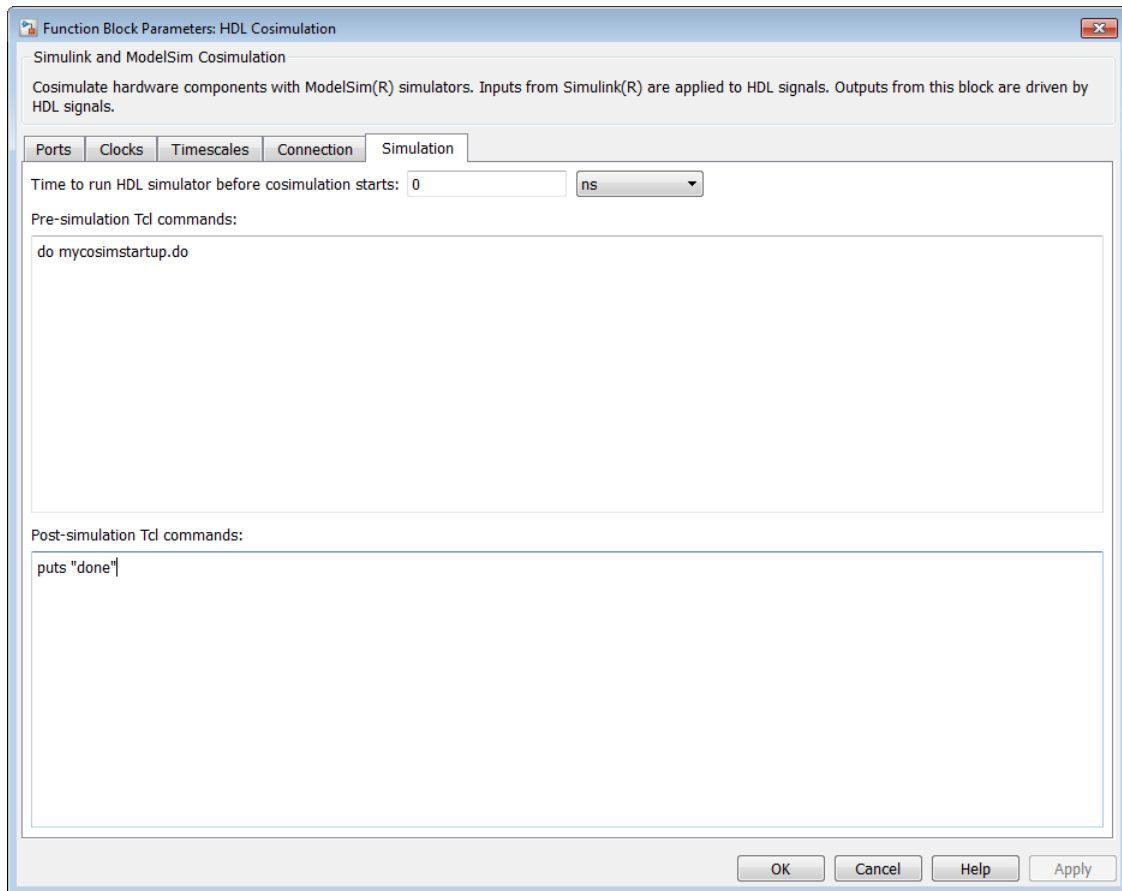 Function Block Parameters: HDL Cosimulation
Simulink and ModelSim Cosimulation
Cosimulate hardware components with ModelSim(R) simulators. Inputs from Simulink(R) are applied to HDL signals. Outputs from this block are driven by
HDL signals.
Ports Clocks Timescales Connection Simulation
Time to run HDL simulator before cosimulation starts: 0 ns
Pre-simulation Tcl commands:
do mycosimstartup.do
Post-simulation Tcl commands:
puts "done"
OK Cancel Help Apply